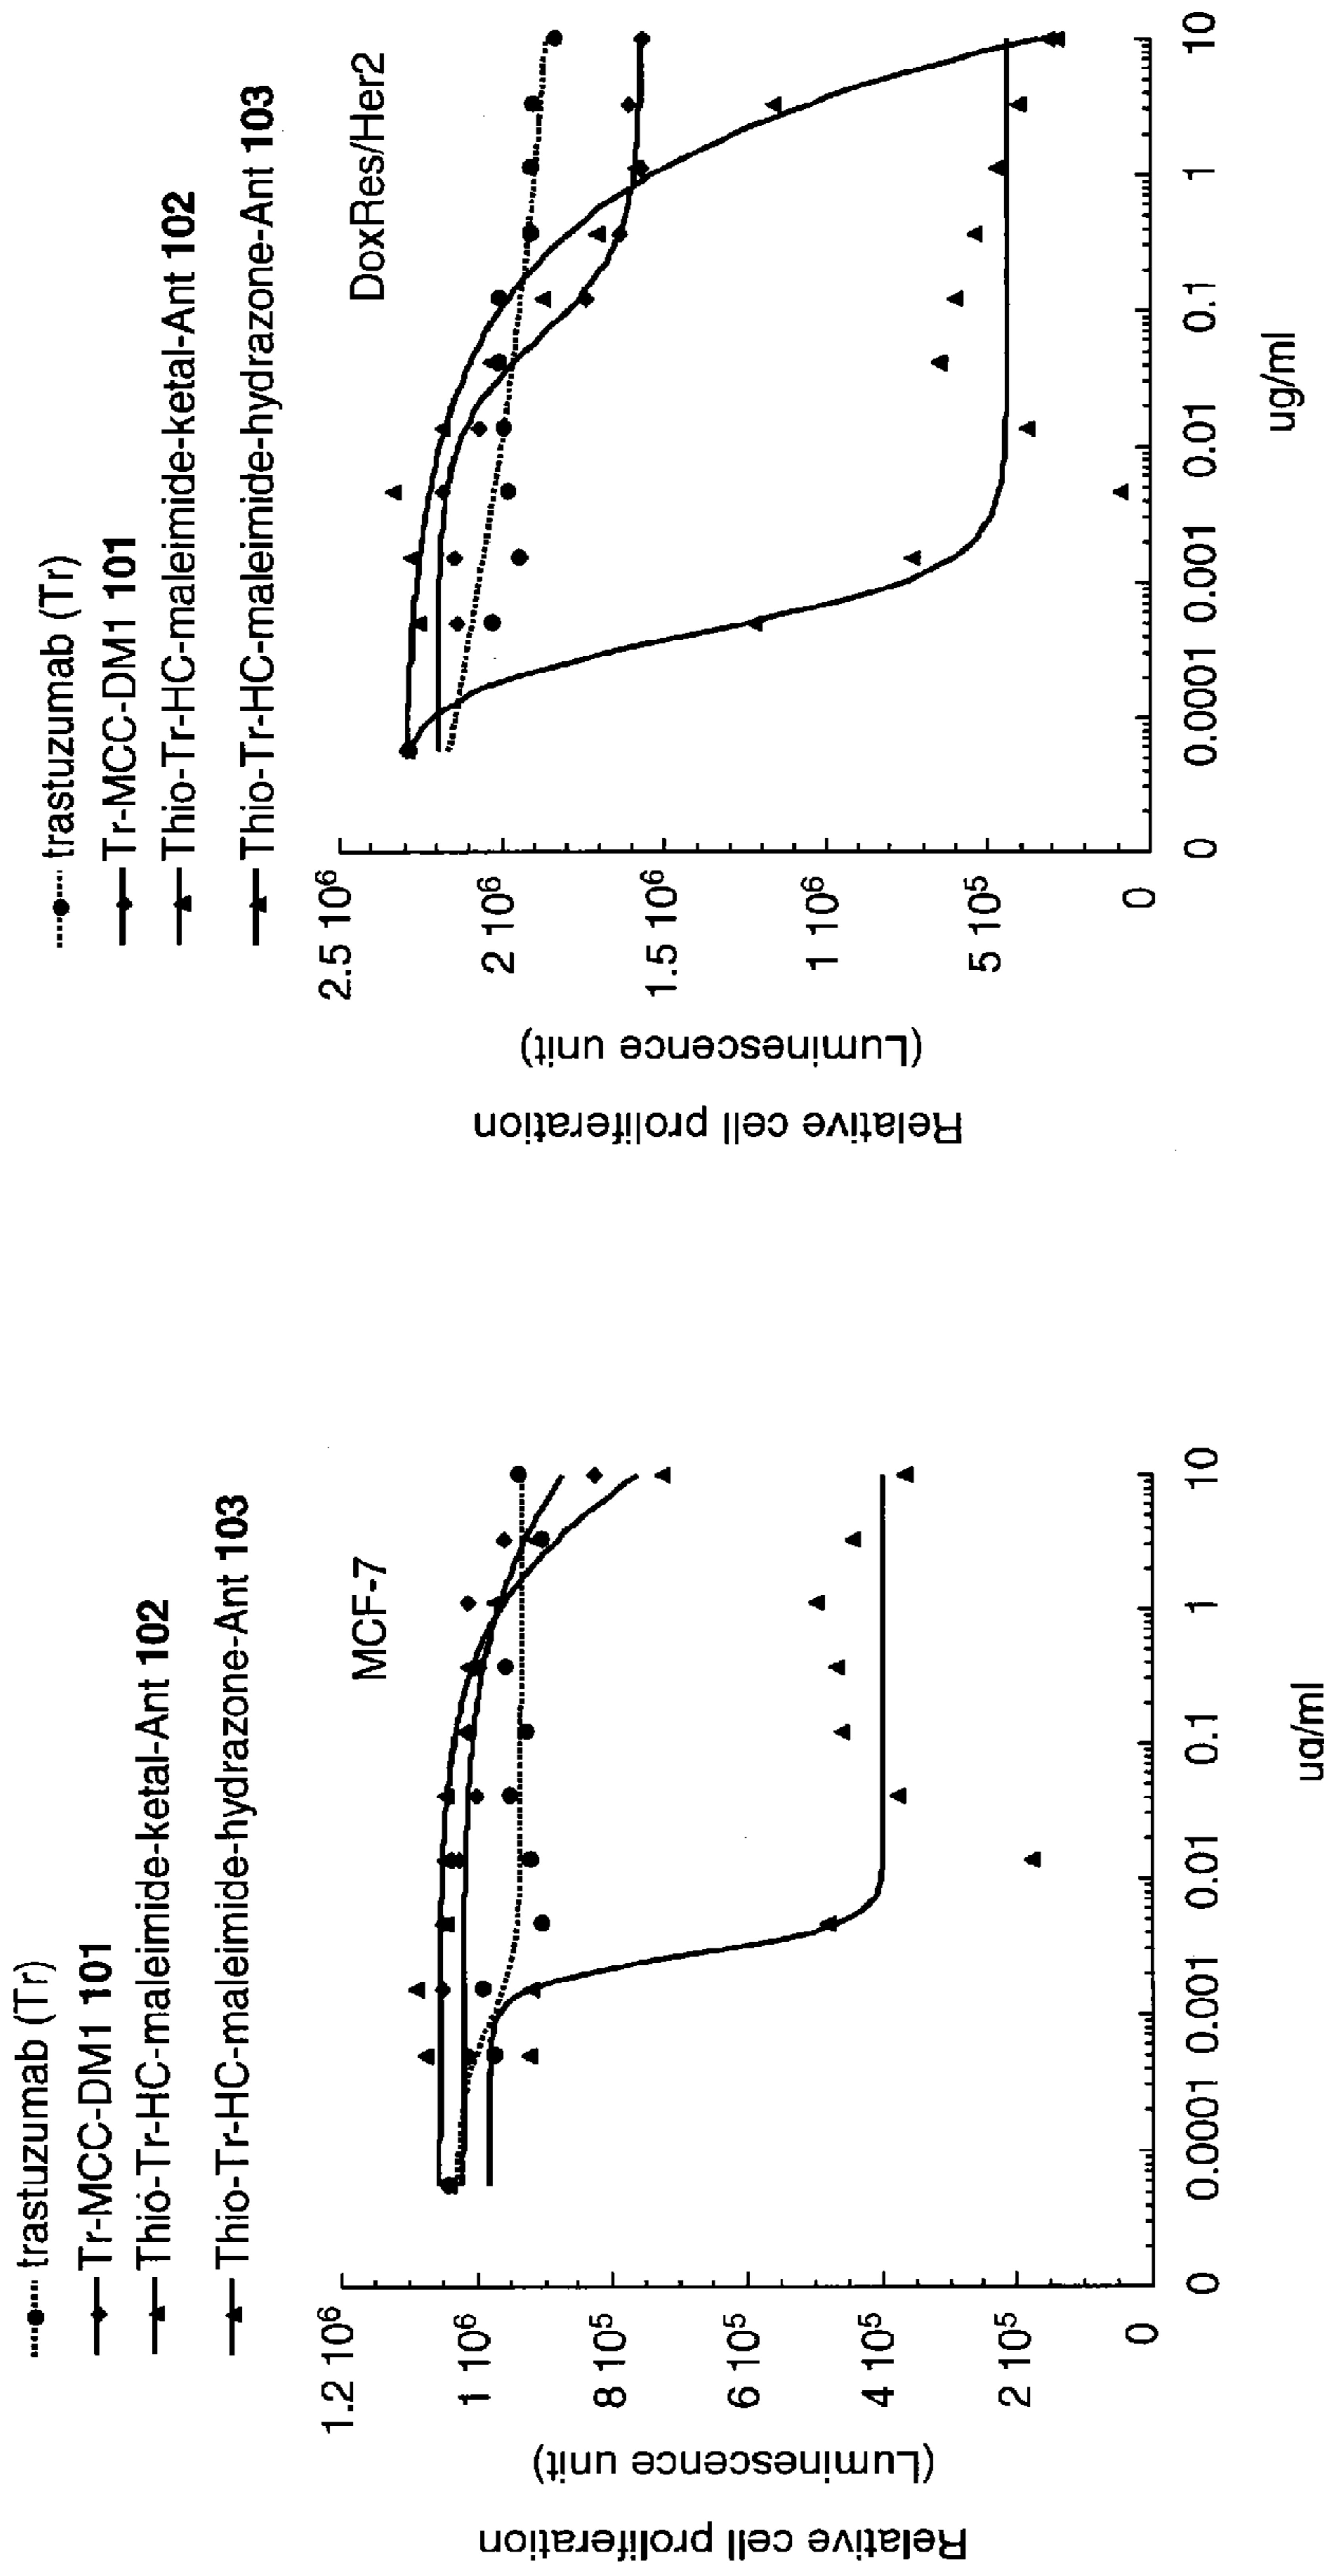 trastuzumab (Tr)
Tr-MCC-DM1 101
Thio-Tr-HC-maleimide-ketal-Ant 102
Thio-Tr-HC-maleimide-hydrazone-Ant 103
MCF-7
Relative cell proliferation
(Luminescence unit)
1.2 10⁶
1 10⁶
8 10⁵
6 10⁵
4 10⁵
2 10⁵
0
0 0.0001 0.001 0.01 0.1 1 10
ug/ml
trastuzumab (Tr)
Tr-MCC-DM1 101
Thio-Tr-HC-maleimide-ketal-Ant 102
Thio-Tr-HC-maleimide-hydrazone-Ant 103
DoxRes/Her2
Relative cell proliferation
(Luminescence unit)
2.5 10⁶
2 10⁶
1.5 10⁶
1 10⁶
5 10⁵
0
0 0.0001 0.001 0.01 0.1 1 10
ug/ml